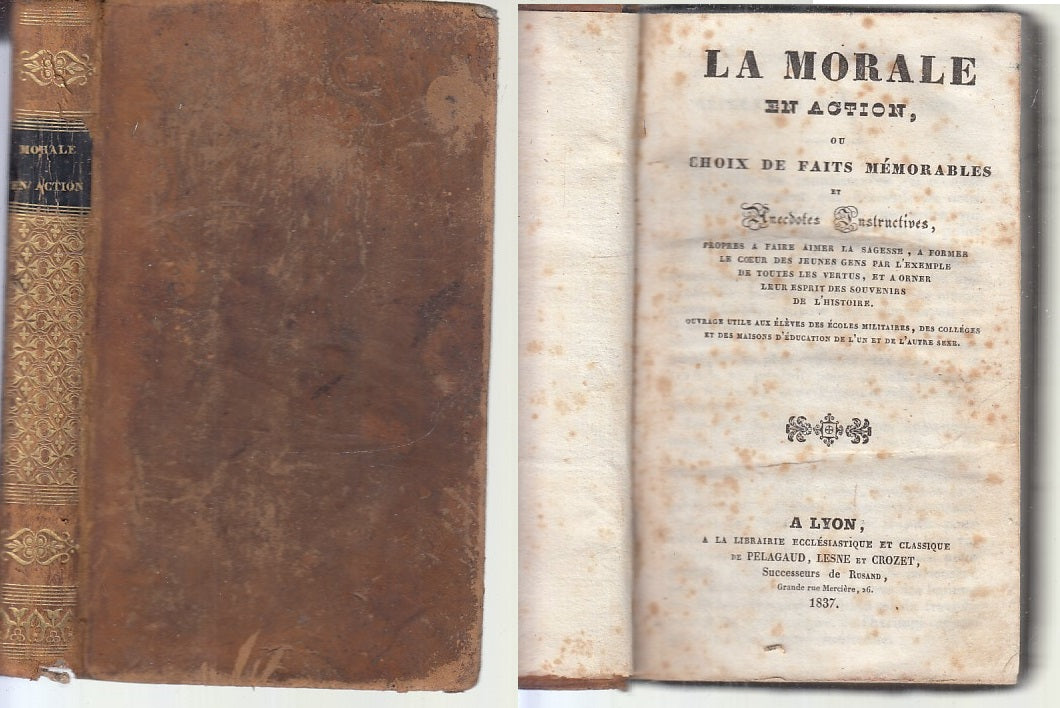 MORALE
EN ACTION
LA MORALE
EN ACTION,
OU
CHOIX DE FAITS MÉMORABLES
ET
Anecdotes Instructives,
PROPRES A FAIRE AIMER LA SAGESSE, A FORMER
LE CŒUR DES JEUNES GENS PAR L'EXEMPLE
DE TOUTES LES VERTUS, ET A ORNER
LEUR ESPRIT DES SOUVENIRS
DE L'HISTOIRE.
OUVRAGE UTILE AUX ÉLÈVES DES ÉCOLES MILITAIRES, DES COLLÉGES
ET DES MAISONS D'ÉDUCATION DE L'UN ET DE L'AUTRE SEXE.
A LYON,
A LA LIBRAIRIE ECCLÉSIASTIQUE ET CLASSIQUE
DE PÉLAGAUD, LESNE ET CROZET,
Successeurs de RUSAND,
Grande rue Mercière, 26.
1837.